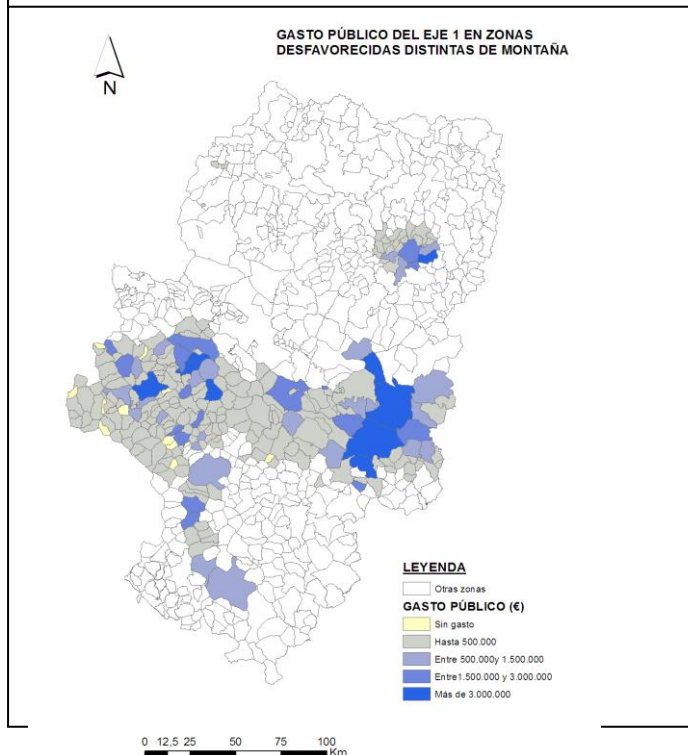 GASTO PÚBLICO DEL EJE 1 EN ZONAS
DESFAVORECIDAS DISTINTAS DE MONTAÑA
N
LEYENDA
Otras zonas
GASTO PÚBLICO (€)
Sin gasto
Hasta 500.000
Entre 500.000y 1.500.000
Entre1.500.000 y 3.000.000
Más de 3.000.000
0 12,5 25 50 75 100
Km